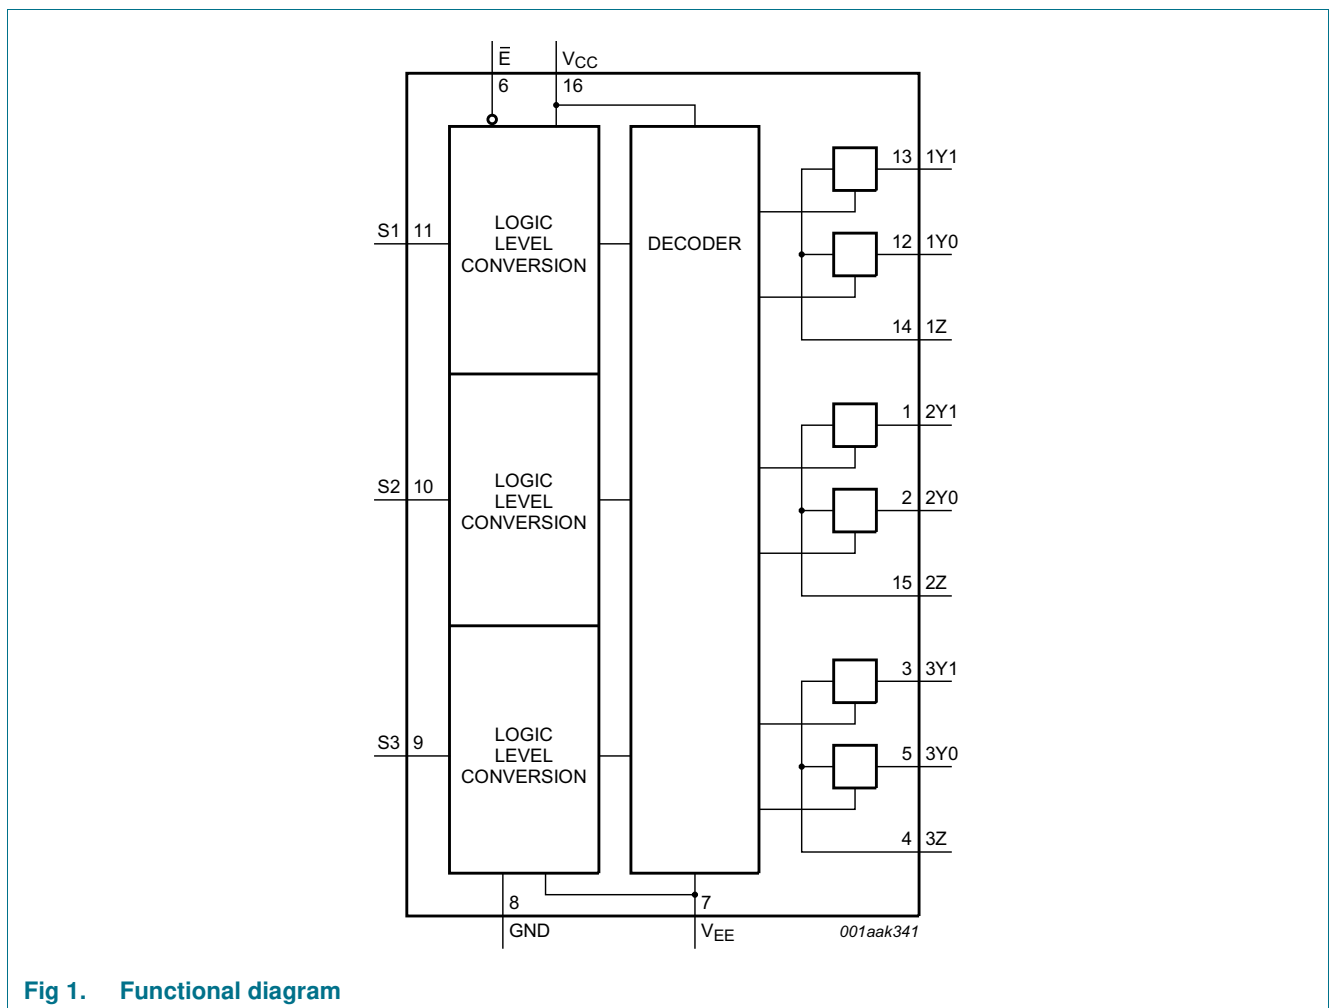 E̅ VCC
6 16
13 1Y1
LOGIC
LEVEL
CONVERSION
S1 11
DECODER
12 1Y0
14 1Z
1 2Y1
LOGIC
LEVEL
CONVERSION
S2 10
2 2Y0
15 2Z
3 3Y1
LOGIC
LEVEL
CONVERSION
S3 9
5 3Y0
4 3Z
8 7
GND VEE 001aak341
Fig 1. Functional diagram